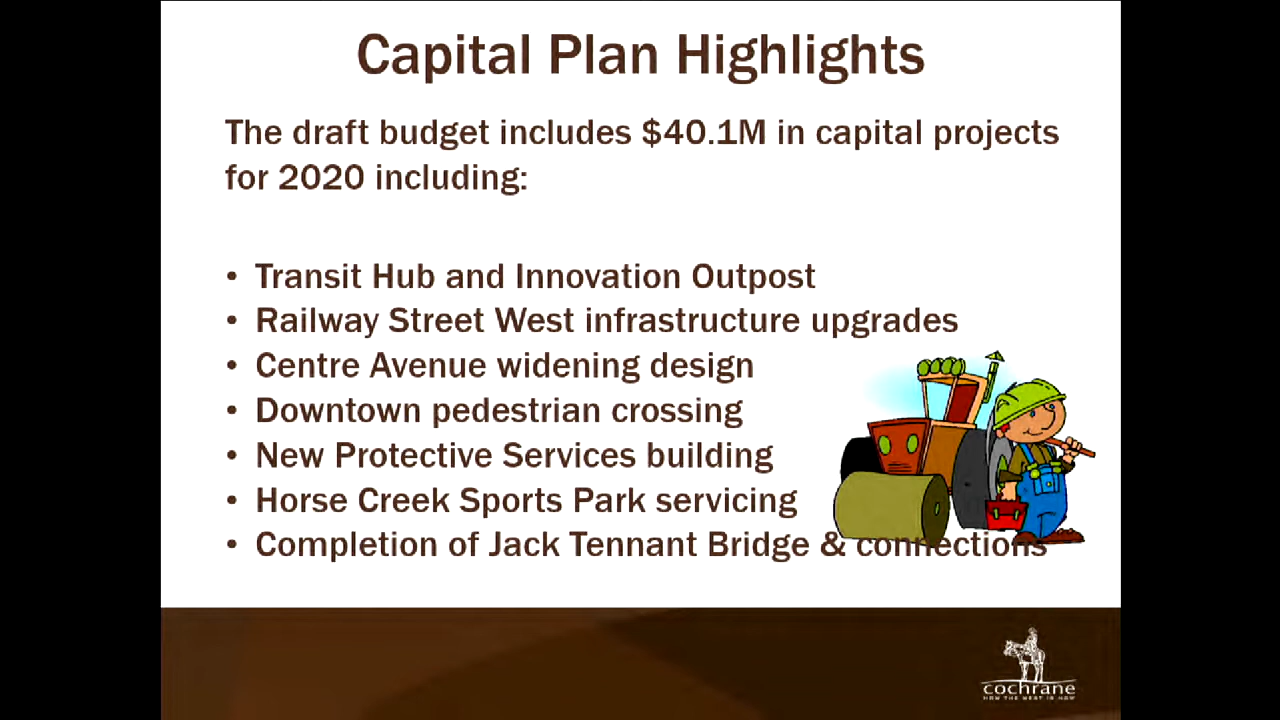 Capital Plan Highlights
The draft budget includes $40.1M in capital projects
for 2020 including:
• Transit Hub and Innovation Outpost
• Railway Street West infrastructure upgrades
• Centre Avenue widening design
• Downtown pedestrian crossing
• New Protective Services building
• Horse Creek Sports Park servicing
• Completion of Jack Tennant Bridge & connections
cochrane
HOW THE WEST IS NOW